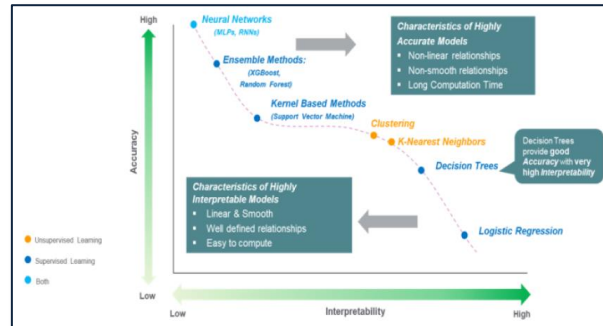 High
Neural Networks
(MLPs, RNNs)
Ensemble Methods:
(XGBoost,
Random Forest)
Kernel Based Methods
(Support Vector Machine)
Characteristics of Highly
Accurate Models
Non-linear relationships
Non-smooth relationships
Long Computation Time
Clustering
K-Nearest Neighbors
Decision Trees
Decision Trees
provide good
Accuracy with very
high Interpretability
Accuracy
Characteristics of Highly
Interpretable Models
Linear & Smooth
Well defined relationships
Easy to compute
Logistic Regression
Unsupervised Learning
Supervised Learning
Both
Low
Low
Interpretability
High